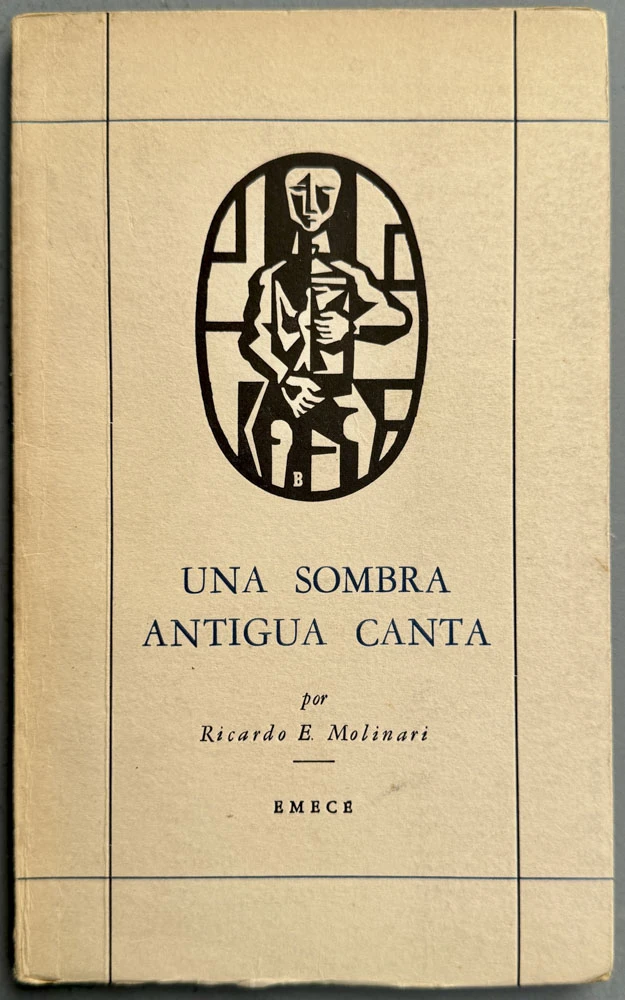 B
UNA SOMBRA
ANTIGUA CANTA
por
Ricardo E. Molinari
EMECE